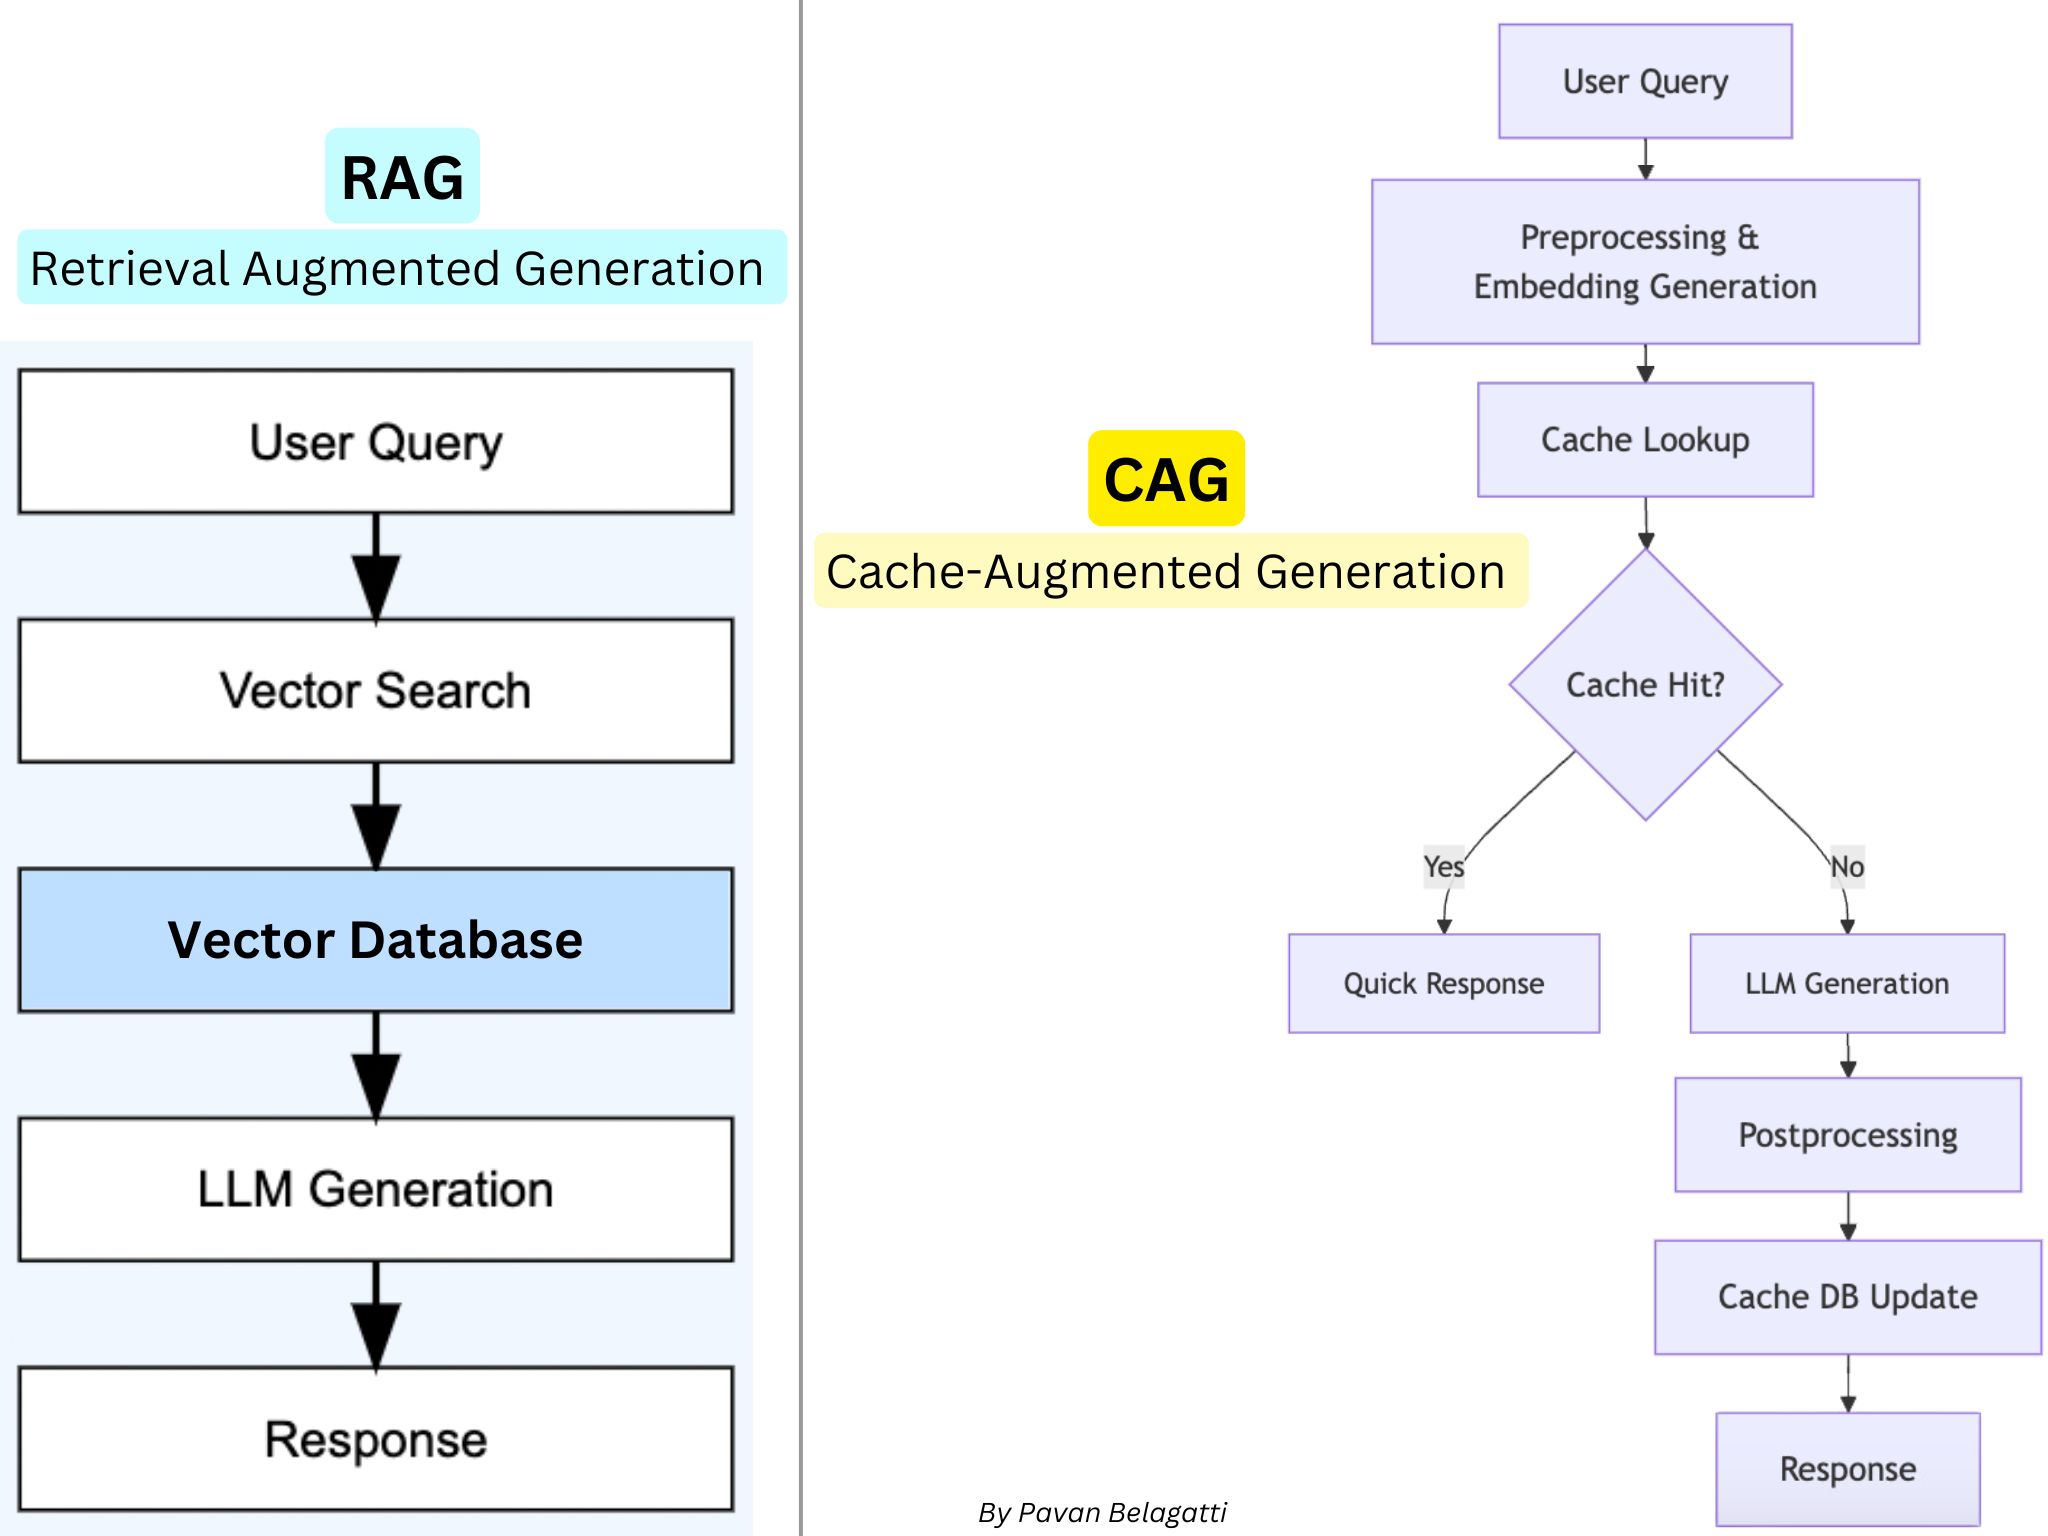 RAG
Retrieval Augmented Generation
User Query
Vector Search
Vector Database
LLM Generation
Response
CAG
Cache-Augmented Generation
User Query
Preprocessing &
Embedding Generation
Cache Lookup
Cache Hit?
Yes
No
Quick Response
LLM Generation
Postprocessing
Cache DB Update
Response
By Pavan Belagatti